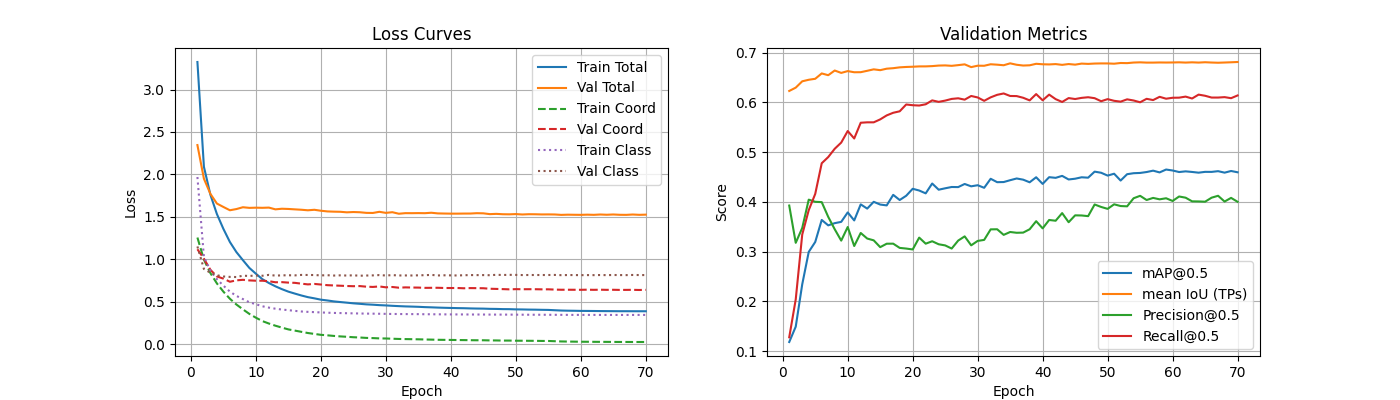 Loss Curves
Loss
3.0
2.5
2.0
1.5
1.0
0.5
0.0
0 10 20 30 40 50 60 70
Epoch
Train Total
Val Total
Train Coord
Val Coord
Train Class
Val Class
Validation Metrics
Score
0.7
0.6
0.5
0.4
0.3
0.2
0.1
0 10 20 30 40 50 60 70
Epoch
mAP@0.5
mean IoU (TPs)
Precision@0.5
Recall@0.5